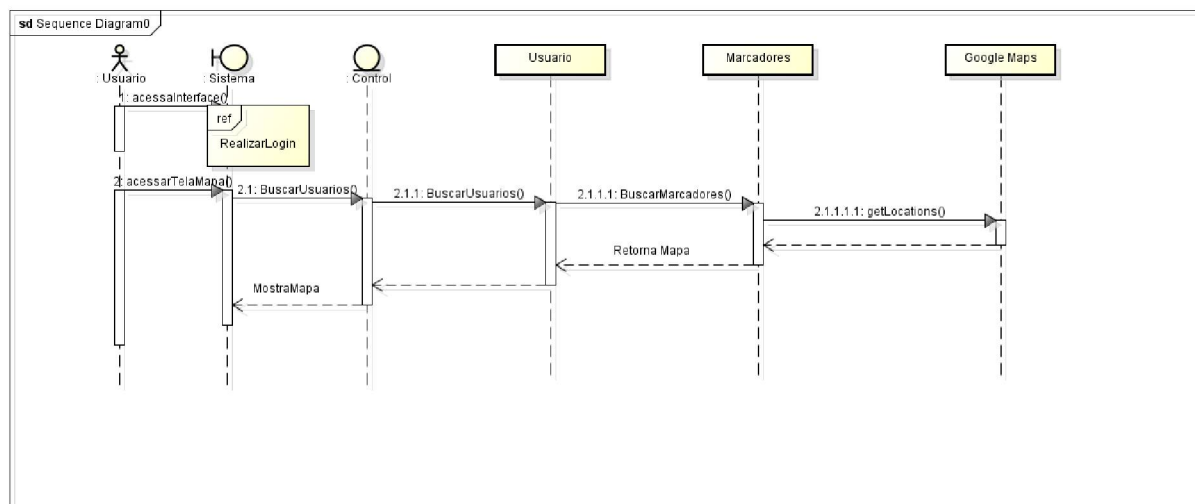 sd Sequence Diagram0
: Usuario
: Sistema
: Control
Usuario
Marcadores
Google Maps
1: acessaInterface()
ref
RealizarLogin
2: acessarTelaMapa()
2.1: BuscarUsuarios()
2.1.1: BuscarUsuarios()
2.1.1.1: BuscarMarcadores()
2.1.1.1.1: getLocations()
Retorna Mapa
MostraMapa